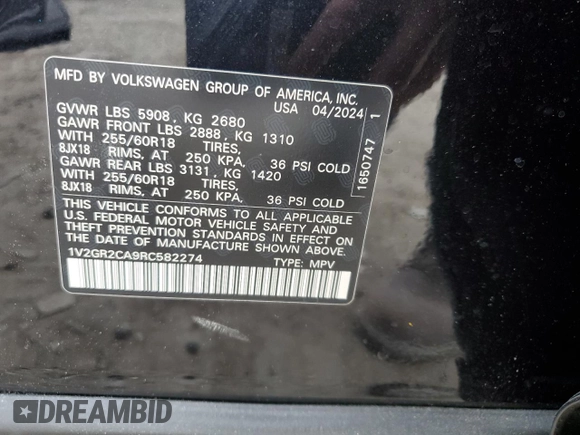 MFD BY VOLKSWAGEN GROUP OF AMERICA, INC.
USA 04/2024
GVWR LBS 5908, KG 2680
GAWR FRONT LBS 2888, KG 1310
WITH 255/60R18 TIRES,
8JX18 RIMS, AT 250 KPA, 36 PSI COLD
GAWR REAR LBS 3131, KG 1420
WITH 255/60R18 TIRES,
8JX18 RIMS, AT 250 KPA, 36 PSI COLD
THIS VEHICLE CONFORMS TO ALL APPLICABLE
U.S. FEDERAL MOTOR VEHICLE SAFETY AND
THEFT PREVENTION STANDARDS IN EFFECT ON
THE DATE OF MANUFACTURE SHOWN ABOVE.
1V2GR2CA9RC582274 TYPE: MPV
1650747 1
DREAMBID